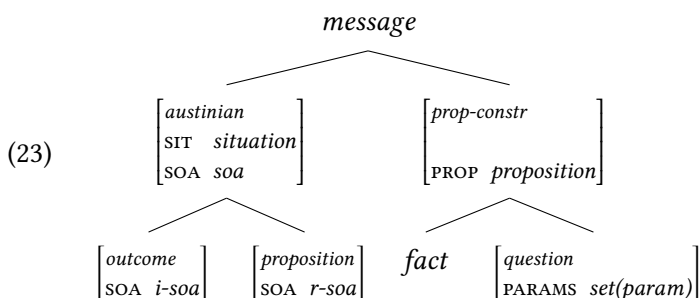 message
(23)
austinian
SIT situation
SOA soa
prop-constr
PROP proposition
outcome
SOA i-soa
proposition
SOA r-soa
fact
question
PARAMS set(param)